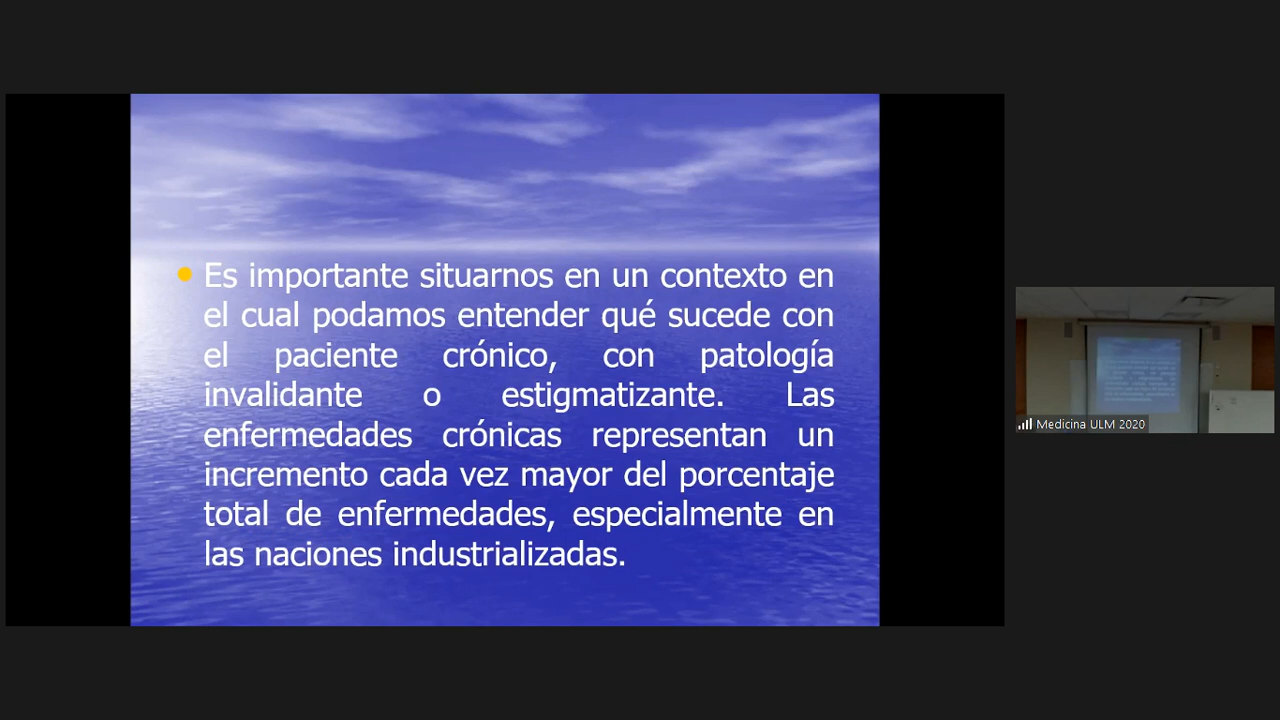 Es importante situarnos en un contexto en
el cual podamos entender qué sucede con
el paciente crónico, con patología
invalidante o estigmatizante. Las
enfermedades crónicas representan un
incremento cada vez mayor del porcentaje
total de enfermedades, especialmente en
las naciones industrializadas.
Medicina ULM 2020